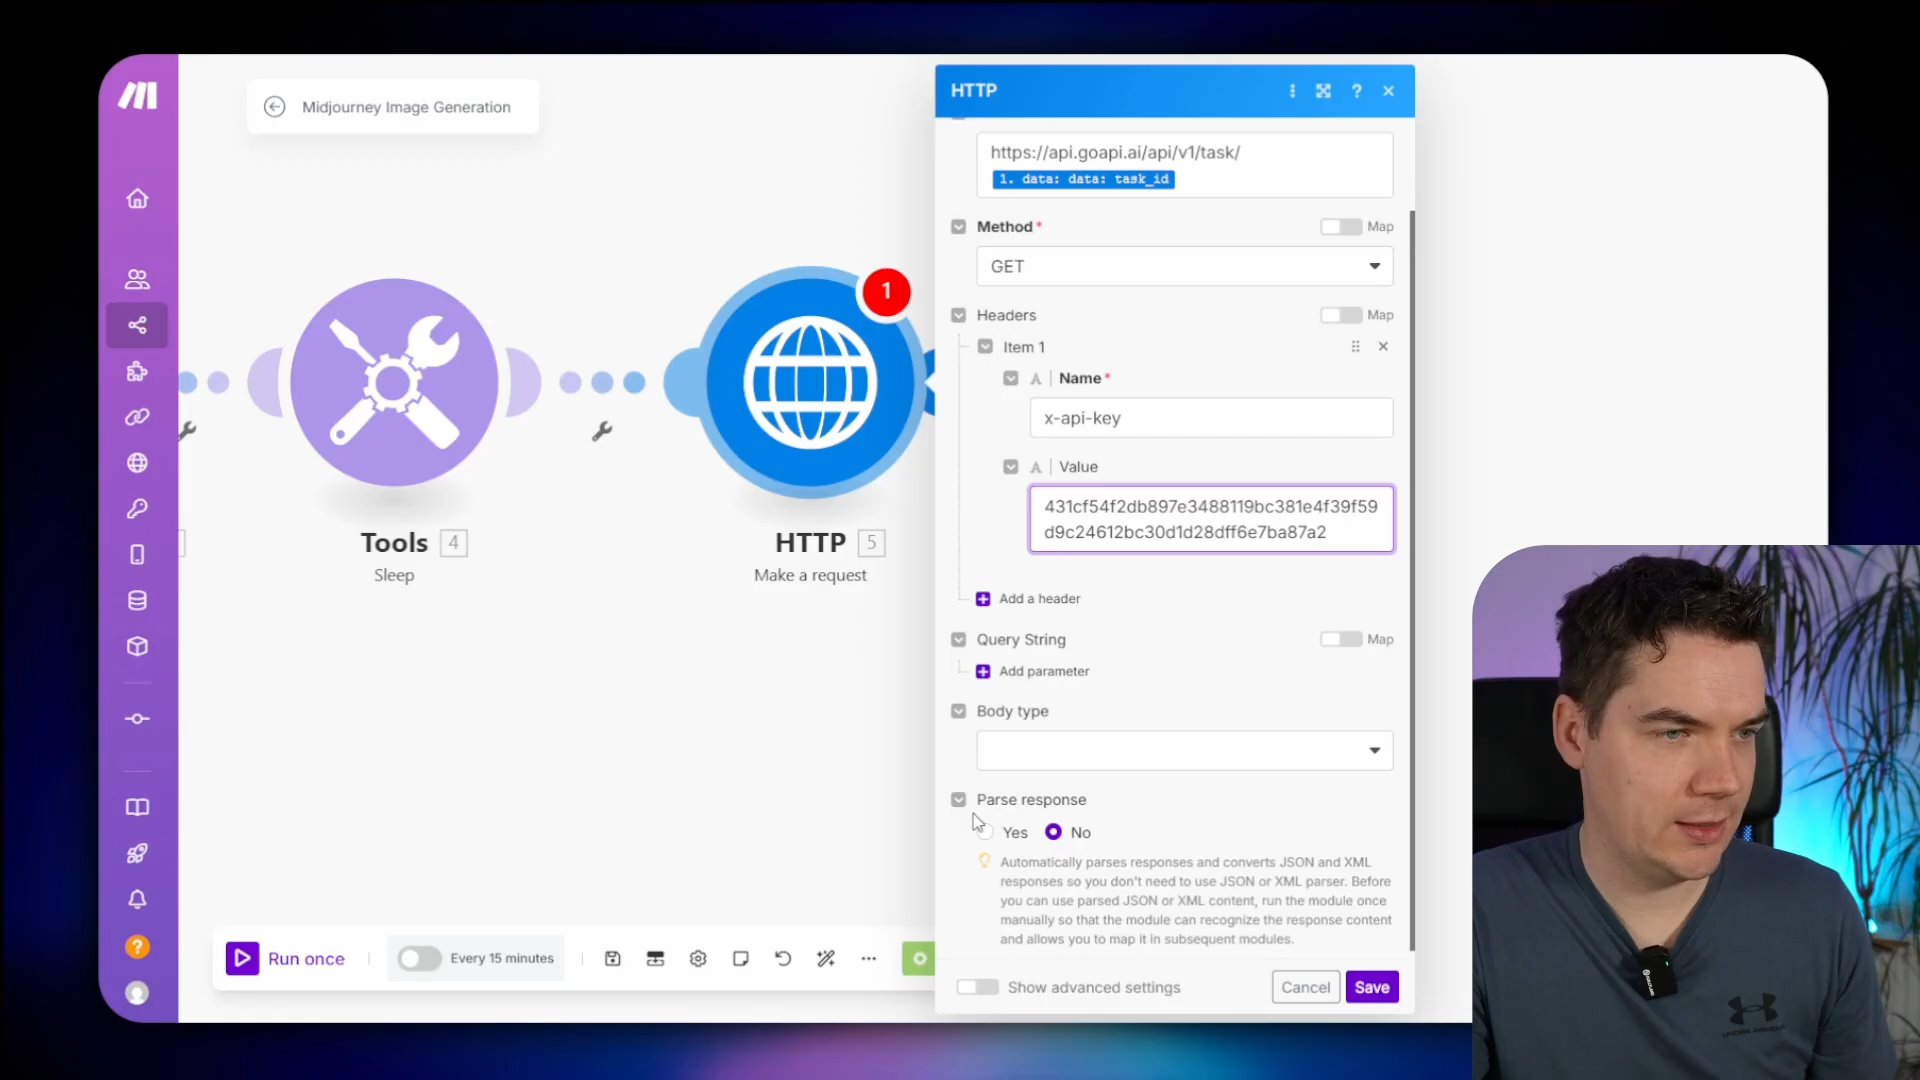 Midjourney Image Generation
HTTP
https://api.goapi.ai/api/v1/task/
1. data: data: task_id
Method*
Map
GET
Headers
Map
Item 1
A
Name*
x-api-key
A
Value
431cf54f2db897e3488119bc381e4f39f59
d9c24612bc30d1d28dff6e7ba87a2
Add a header
Query String
Map
Add parameter
Body type
Parse response
Yes
No
Automatically parses responses and converts JSON and XML
responses so you don't need to use JSON or XML parser. Before
you can use parsed JSON or XML content, run the module once
manually so that the module can recognize the response content
and allows you to map it in subsequent modules.
Show advanced settings
Cancel
Save
1
Tools 4
Sleep
HTTP 5
Make a request
Run once
Every 15 minutes
UNDER ARMOUR